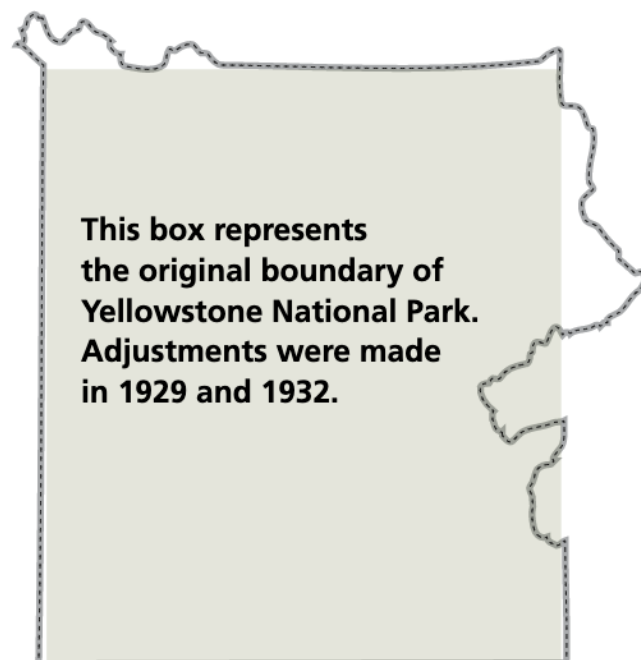 This box represents
the original boundary of
Yellowstone National Park.
Adjustments were made
in 1929 and 1932.